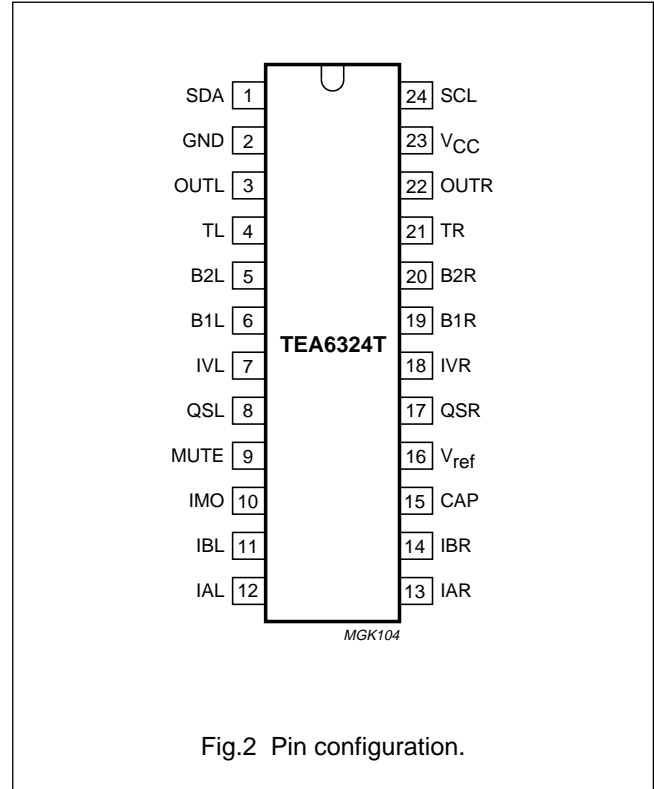 SDA 1 24 SCL
GND 2 23 VCC
OUTL 3 22 OUTR
TL 4 21 TR
B2L 5 20 B2R
B1L 6 19 B1R
TEA6324T
IVL 7 18 IVR
QSL 8 17 QSR
MUTE 9 16 Vref
IMO 10 15 CAP
IBL 11 14 IBR
IAL 12 13 IAR
MGK104
Fig.2 Pin configuration.